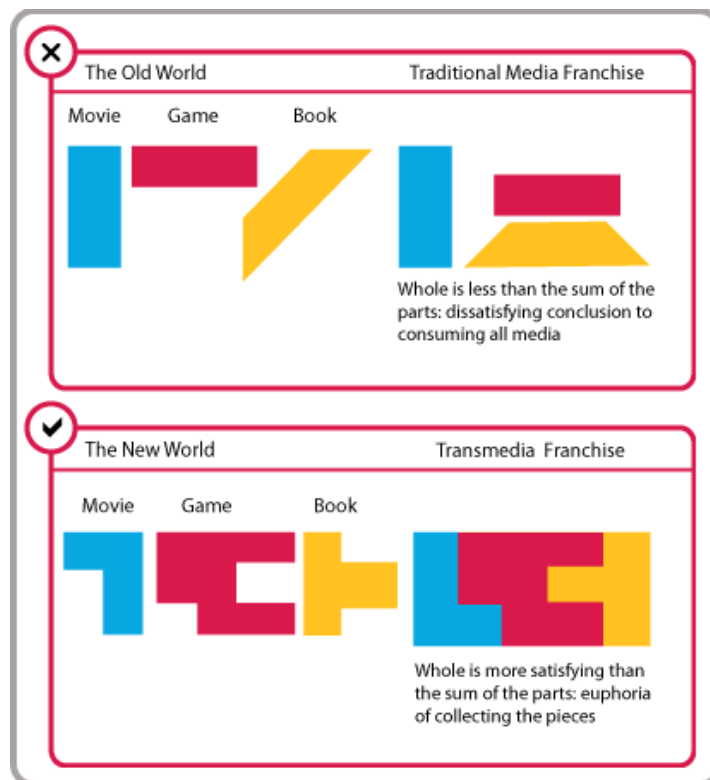 The Old World
Traditional Media Franchise
Movie
Game
Book
Whole is less than the sum of the
parts: dissatisfying conclusion to
consuming all media
The New World
Transmedia Franchise
Movie
Game
Book
Whole is more satisfying than
the sum of the parts: euphoria
of collecting the pieces